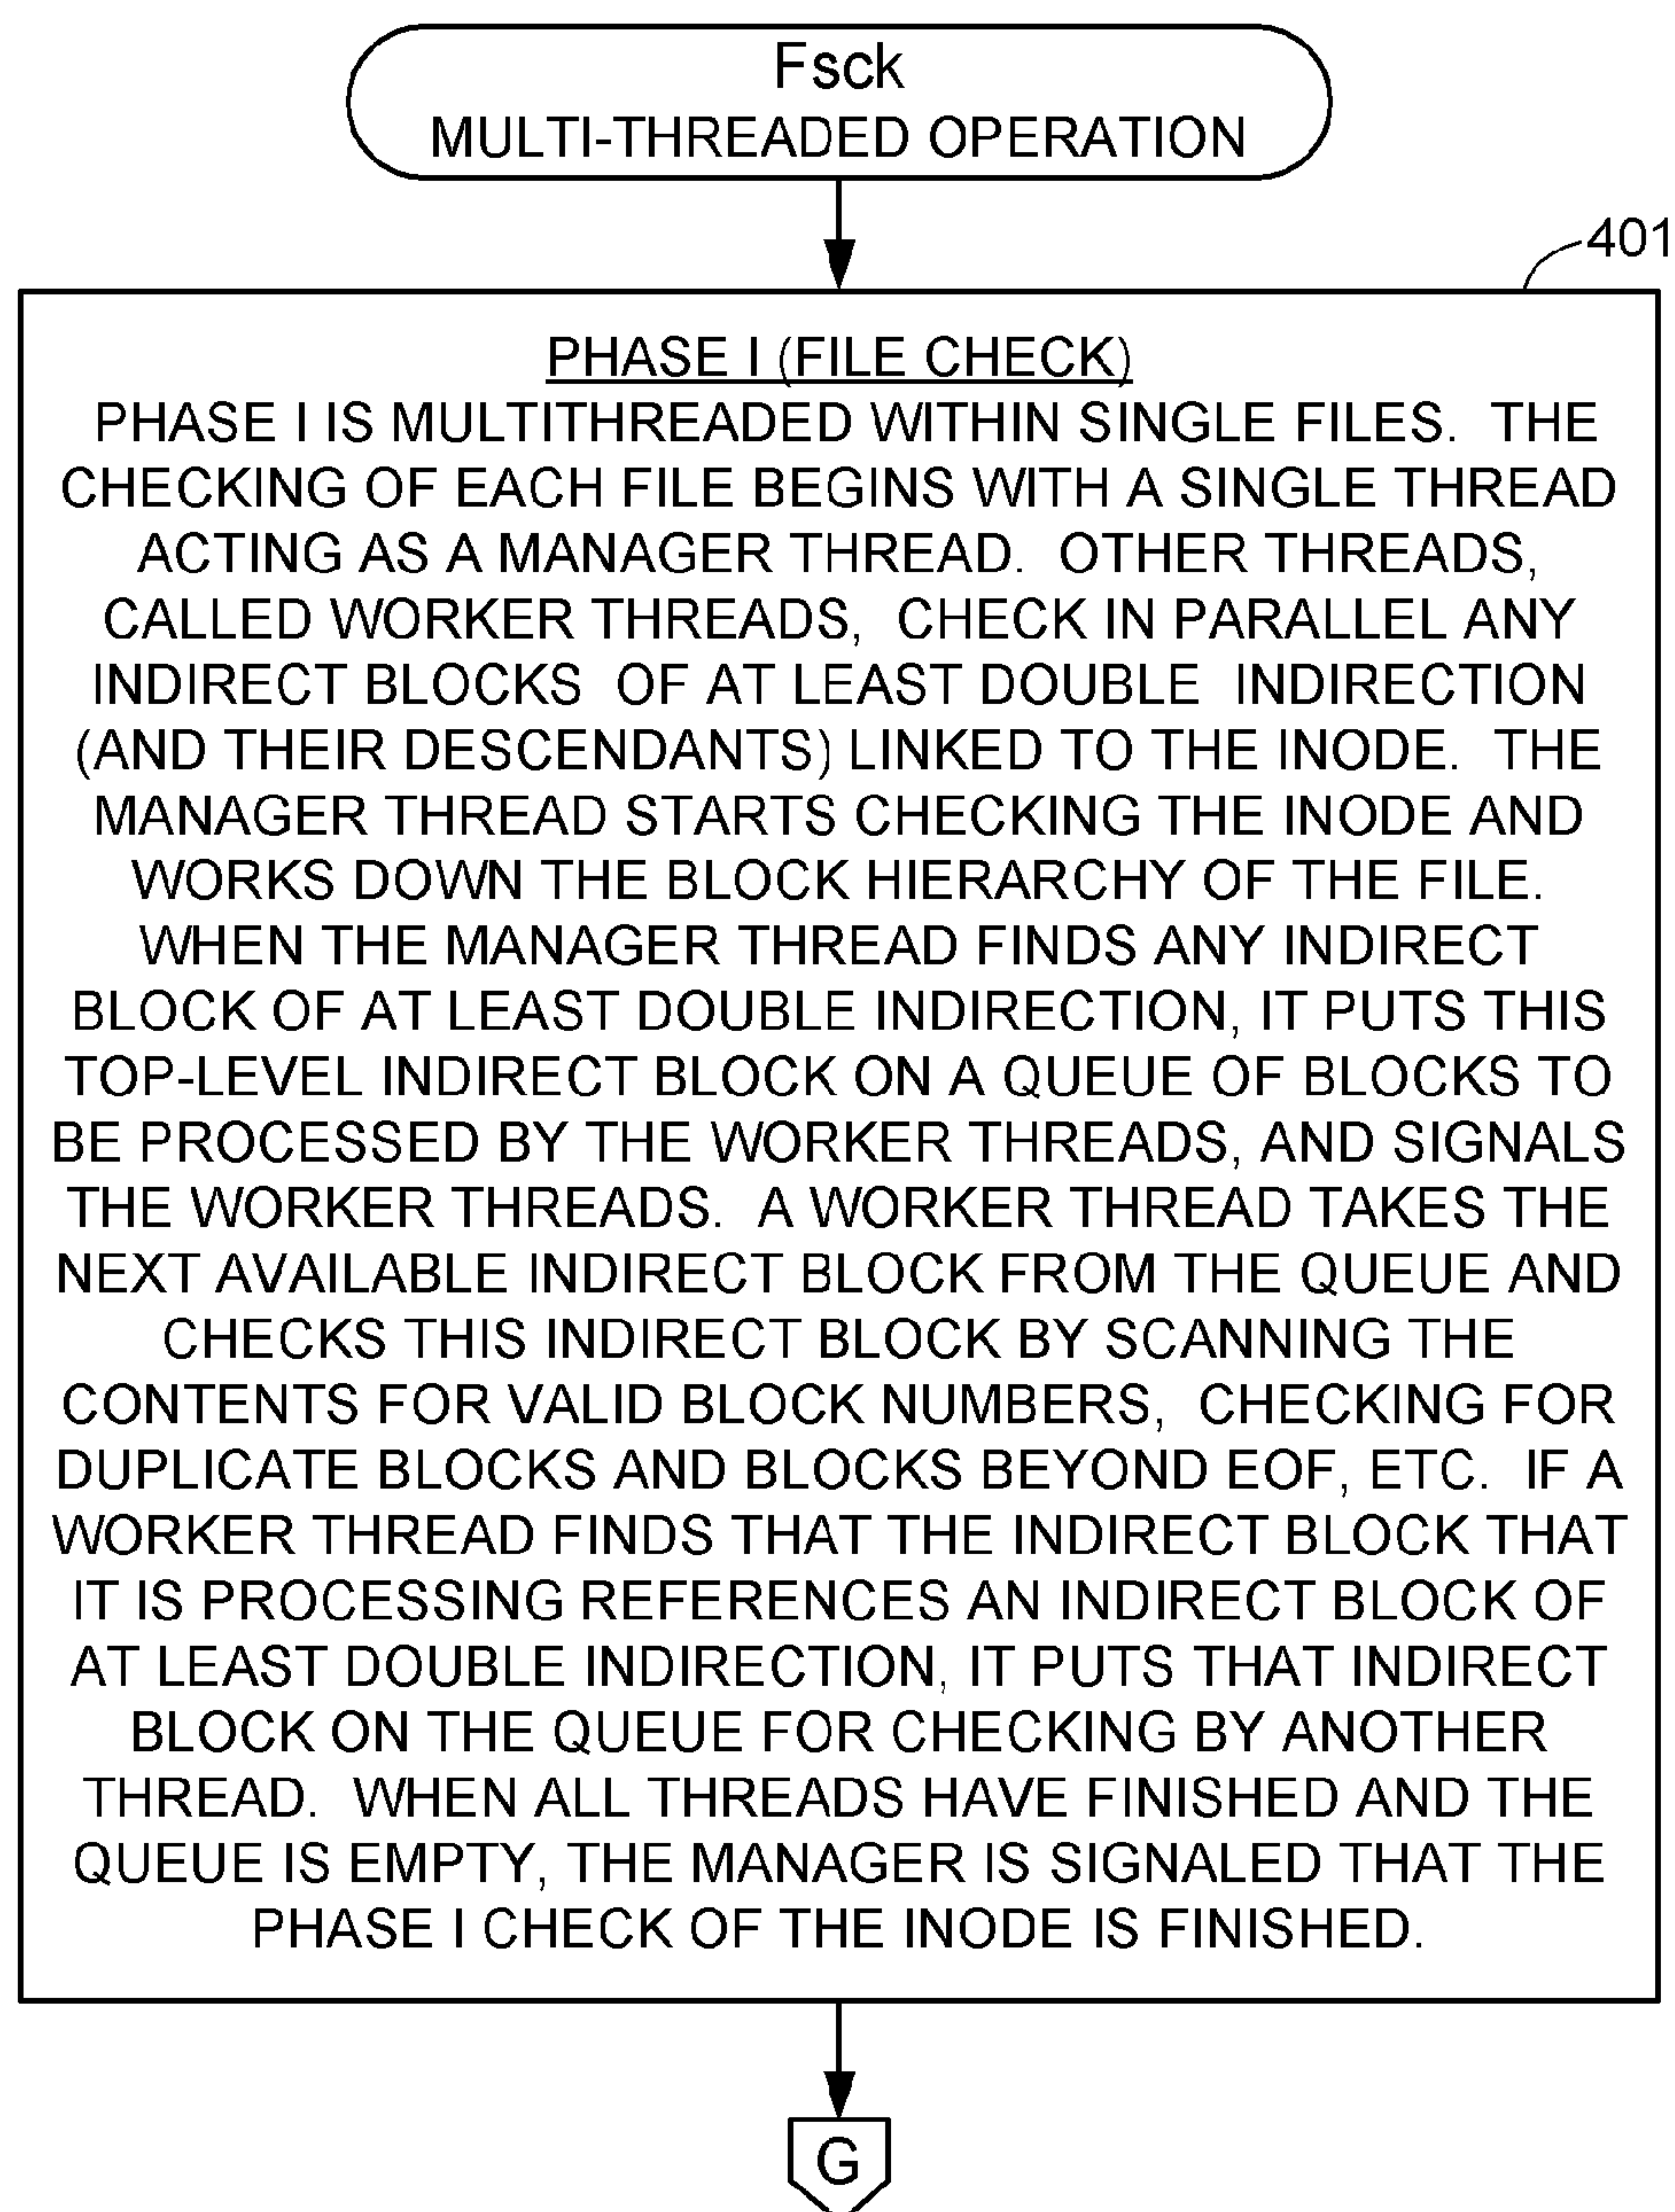 Fsck
MULTI-THREADED OPERATION
401
PHASE I (FILE CHECK)
PHASE I IS MULTITHREADED WITHIN SINGLE FILES. THE
CHECKING OF EACH FILE BEGINS WITH A SINGLE THREAD
ACTING AS A MANAGER THREAD. OTHER THREADS,
CALLED WORKER THREADS, CHECK IN PARALLEL ANY
INDIRECT BLOCKS OF AT LEAST DOUBLE INDIRECTION
(AND THEIR DESCENDANTS) LINKED TO THE INODE. THE
MANAGER THREAD STARTS CHECKING THE INODE AND
WORKS DOWN THE BLOCK HIERARCHY OF THE FILE.
WHEN THE MANAGER THREAD FINDS ANY INDIRECT
BLOCK OF AT LEAST DOUBLE INDIRECTION, IT PUTS THIS
TOP-LEVEL INDIRECT BLOCK ON A QUEUE OF BLOCKS TO
BE PROCESSED BY THE WORKER THREADS, AND SIGNALS
THE WORKER THREADS. A WORKER THREAD TAKES THE
NEXT AVAILABLE INDIRECT BLOCK FROM THE QUEUE AND
CHECKS THIS INDIRECT BLOCK BY SCANNING THE
CONTENTS FOR VALID BLOCK NUMBERS, CHECKING FOR
DUPLICATE BLOCKS AND BLOCKS BEYOND EOF, ETC. IF A
WORKER THREAD FINDS THAT THE INDIRECT BLOCK THAT
IT IS PROCESSING REFERENCES AN INDIRECT BLOCK OF
AT LEAST DOUBLE INDIRECTION, IT PUTS THAT INDIRECT
BLOCK ON THE QUEUE FOR CHECKING BY ANOTHER
THREAD. WHEN ALL THREADS HAVE FINISHED AND THE
QUEUE IS EMPTY, THE MANAGER IS SIGNALED THAT THE
PHASE I CHECK OF THE INODE IS FINISHED.
G